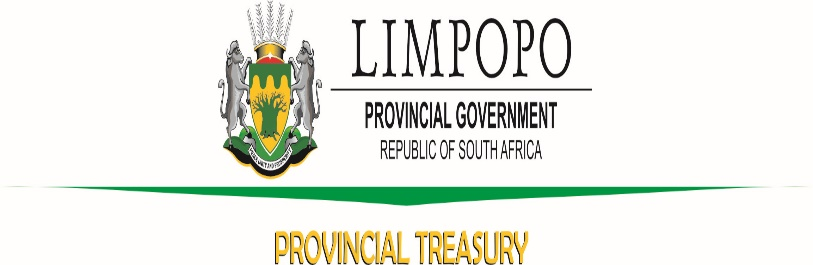 LIMPOPO
PROVINCIAL GOVERNMENT
REPUBLIC OF SOUTH AFRICA
PROVINCIAL TREASURY